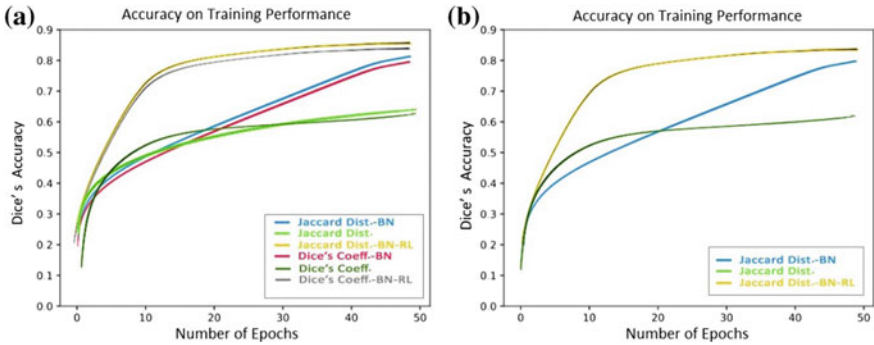 (a)
Accuracy on Training Performance
Dice's Accuracy
0.9
0.8
0.7
0.6
0.5
0.4
0.3
0.2
0.1
0.0
Jaccard Dist.-BN
Jaccard Dist.
Jaccard Dist.-BN-RL
Dice's Coeff.-BN
Dice's Coeff.
Dice's Coeff.-BN-RL
0 10 20 30 40 50
Number of Epochs
(b)
Accuracy on Training Performance
Dice's Accuracy
0.9
0.8
0.7
0.6
0.5
0.4
0.3
0.2
0.1
0.0
Jaccard Dist.-BN
Jaccard Dist.
Jaccard Dist.-BN-RL
0 10 20 30 40 50
Number of Epochs